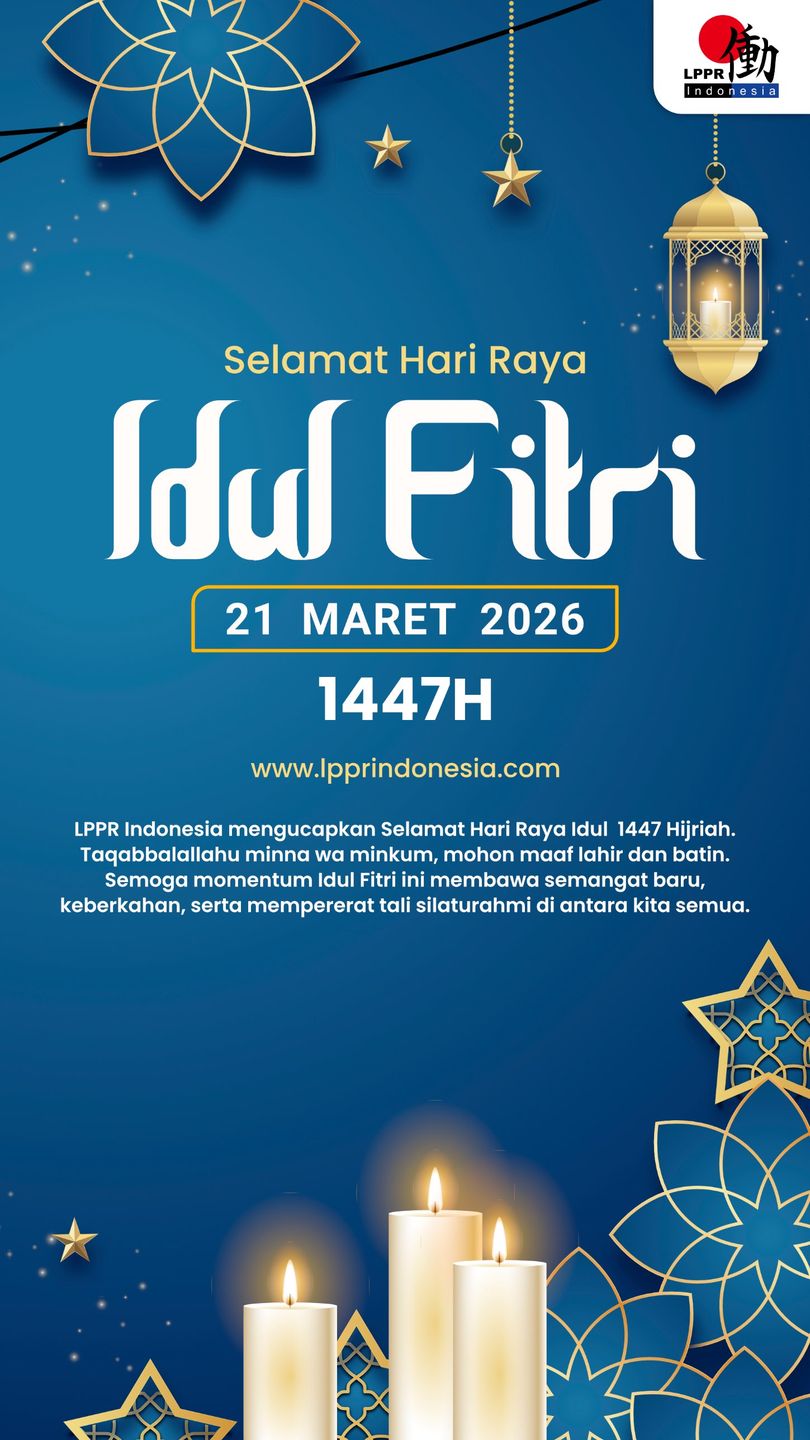 LPPR 働
Indonesia
Selamat Hari Raya
Idul Fitri
21 MARET 2026
1447H
www.lpprindonesia.com
LPPR Indonesia mengucapkan Selamat Hari Raya Idul 1447 Hijriah.
Taqabbalallahu minna wa minkum, mohon maaf lahir dan batin.
Semoga momentum Idul Fitri ini membawa semangat baru,
keberkahan, serta mempererat tali silaturahmi di antara kita semua.